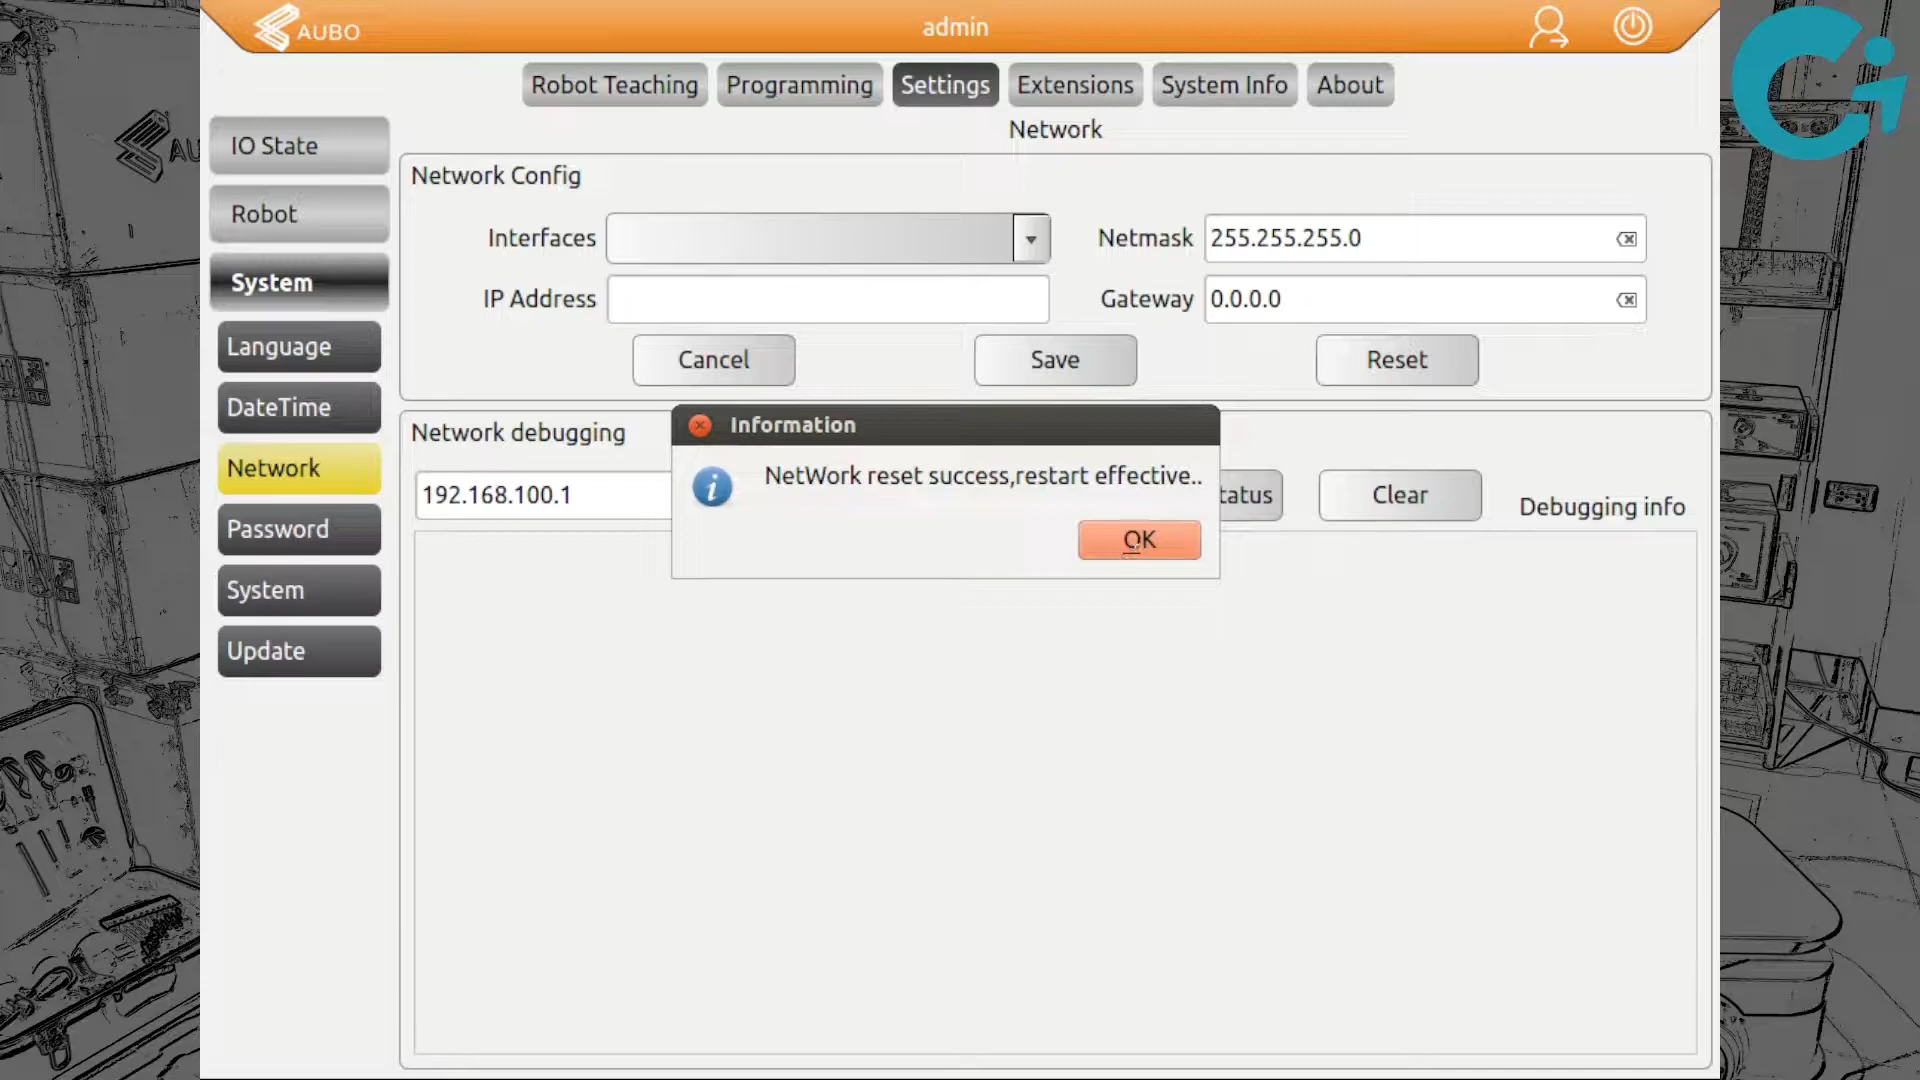 AUBO
admin
Robot Teaching
Programming
Settings
Extensions
System Info
About
AU
IO State
Robot
System
Language
DateTime
Network
Password
System
Update
Network
Network Config
Interfaces
Netmask
255.255.255.0
IP Address
Gateway
0.0.0.0
Cancel
Save
Reset
Network debugging
192.168.100.1
tatus
Clear
Debugging info
Information
NetWork reset success,restart effective..
OK